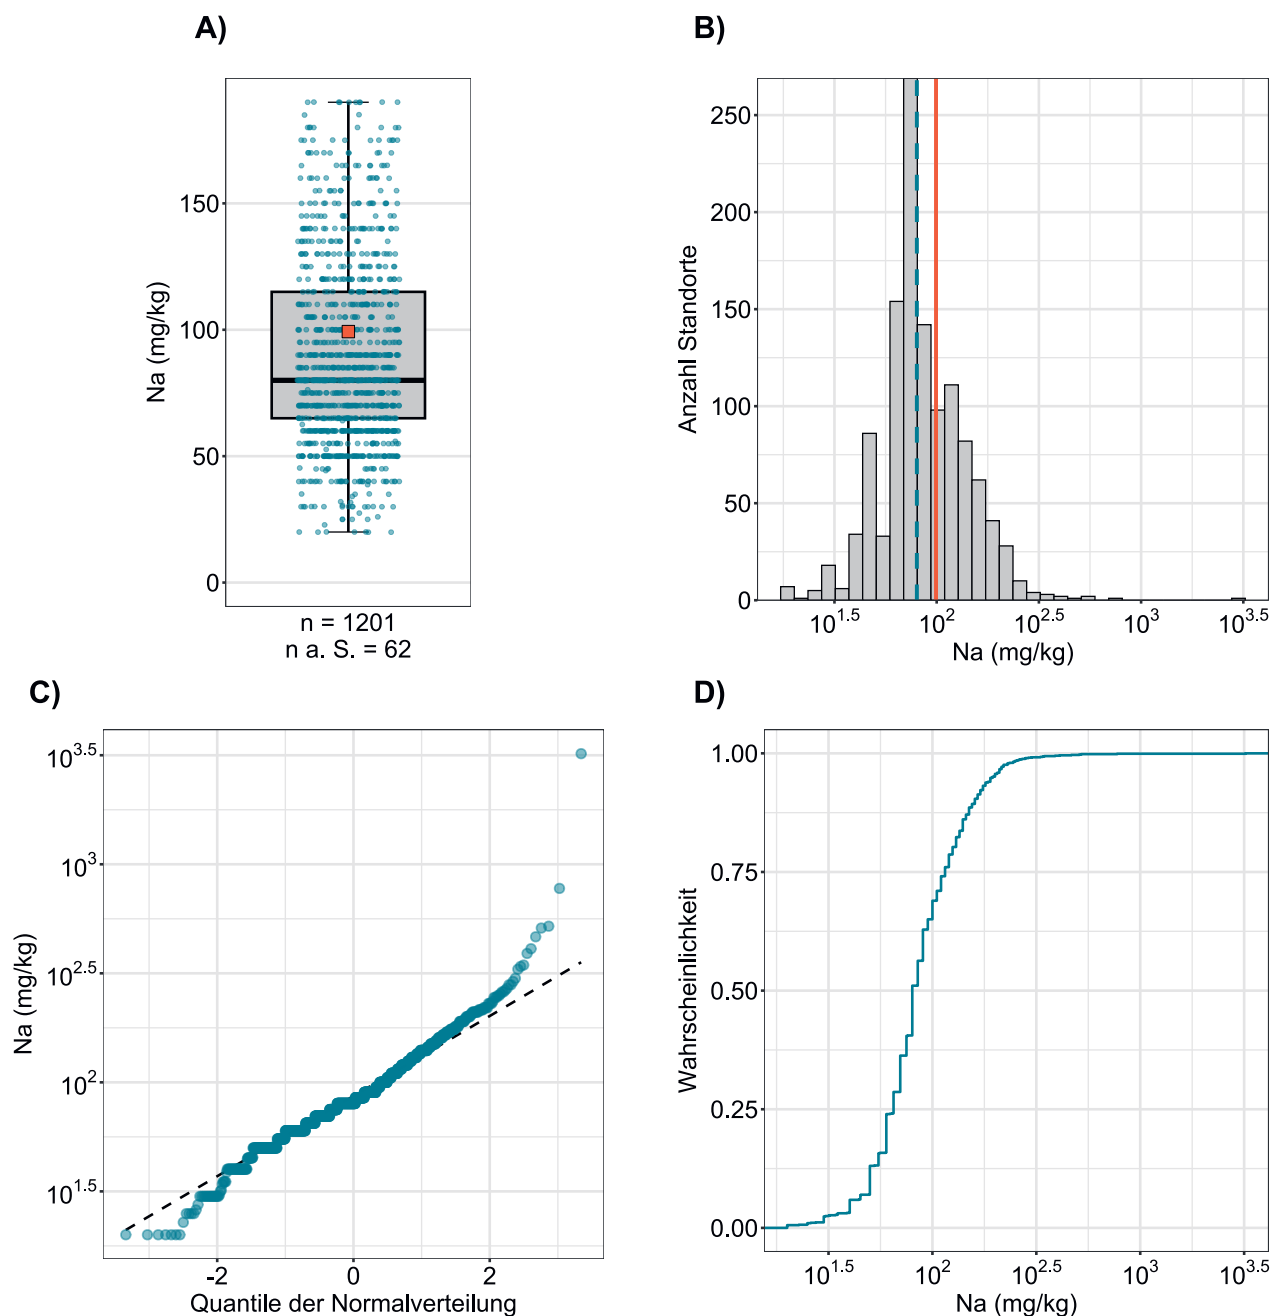 A)
Na (mg/kg)
150
100
50
0
n = 1201
n a. S. = 62
B)
Anzahl Standorte
250
200
150
100
50
0
10^1.5 10^2 10^2.5 10^3 10^3.5
Na (mg/kg)
C)
Na (mg/kg)
10^3.5
10^3
10^2.5
10^2
10^1.5
-2 0 2
Quantile der Normalverteilung
D)
Wahrscheinlichkeit
1.00
0.75
0.50
0.25
0.00
10^1.5 10^2 10^2.5 10^3 10^3.5
Na (mg/kg)